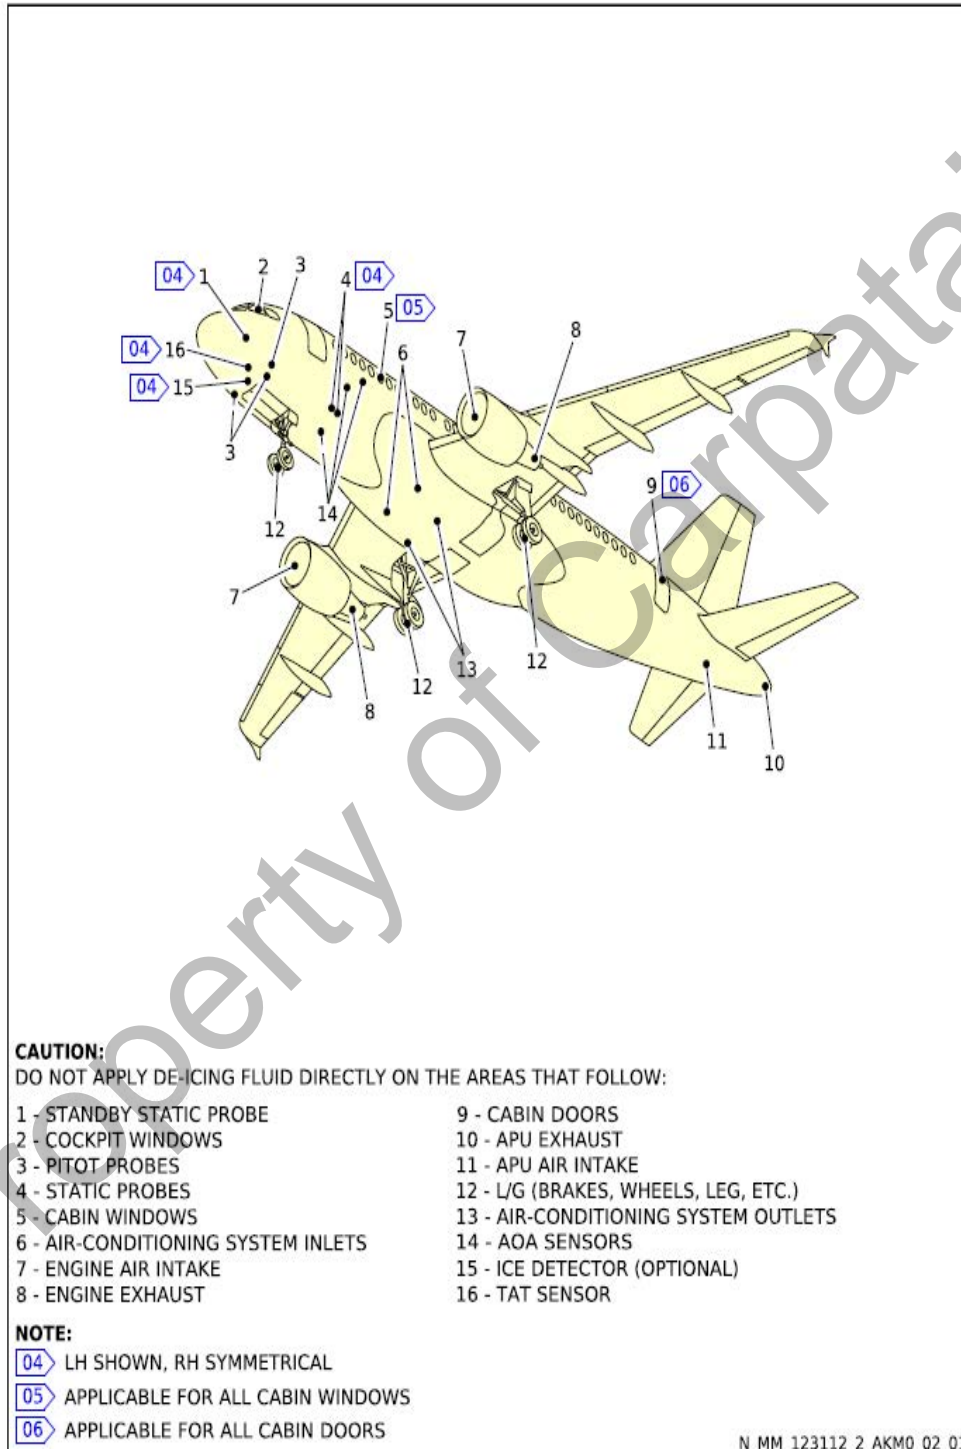 04 1 2 3 4 04
5 05
04 16 6 7 8
04 15
3
12 14 9 06
7
13 12
12
8 11
10
Property of Carpata
CAUTION:
DO NOT APPLY DE-ICING FLUID DIRECTLY ON THE AREAS THAT FOLLOW:
1 - STANDBY STATIC PROBE
2 - COCKPIT WINDOWS
3 - PITOT PROBES
4 - STATIC PROBES
5 - CABIN WINDOWS
6 - AIR-CONDITIONING SYSTEM INLETS
7 - ENGINE AIR INTAKE
8 - ENGINE EXHAUST
9 - CABIN DOORS
10 - APU EXHAUST
11 - APU AIR INTAKE
12 - L/G (BRAKES, WHEELS, LEG, ETC.)
13 - AIR-CONDITIONING SYSTEM OUTLETS
14 - AOA SENSORS
15 - ICE DETECTOR (OPTIONAL)
16 - TAT SENSOR
NOTE:
04 LH SHOWN, RH SYMMETRICAL
05 APPLICABLE FOR ALL CABIN WINDOWS
06 APPLICABLE FOR ALL CABIN DOORS
N_MM_123112_2_AKM0_02_01